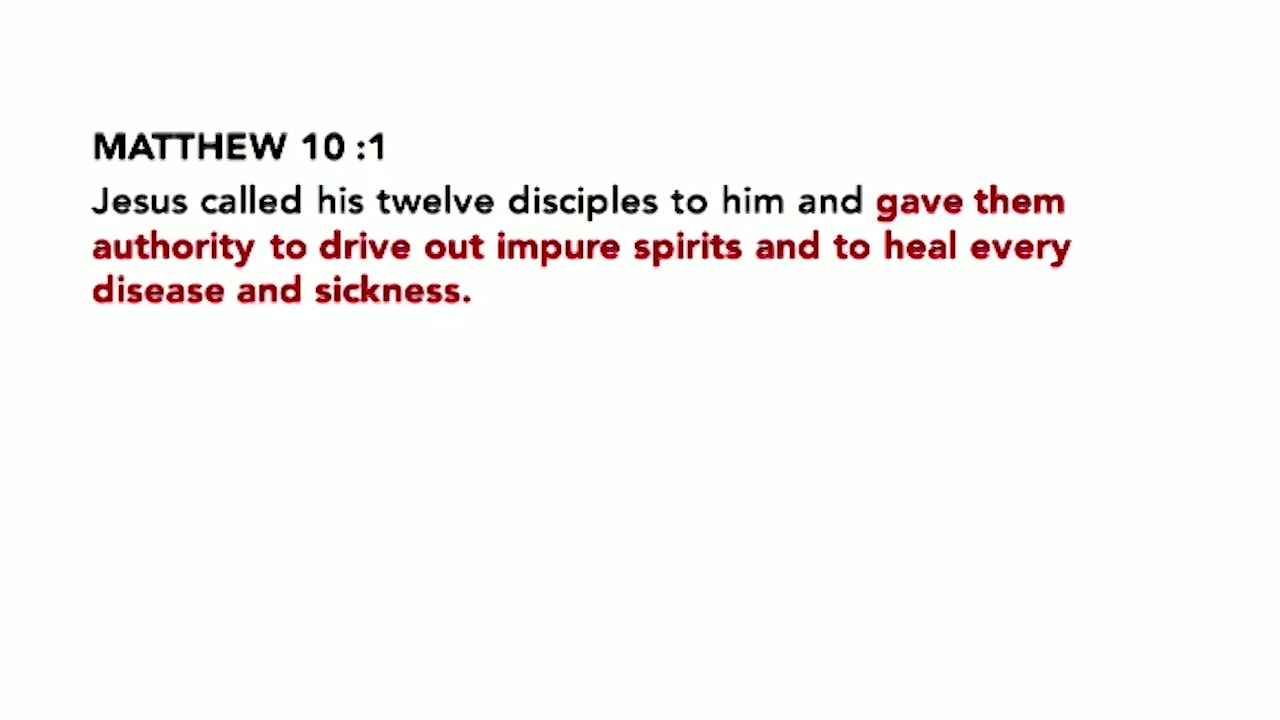 MATTHEW 10 :1
Jesus called his twelve disciples to him and gave them
authority to drive out impure spirits and to heal every
disease and sickness.